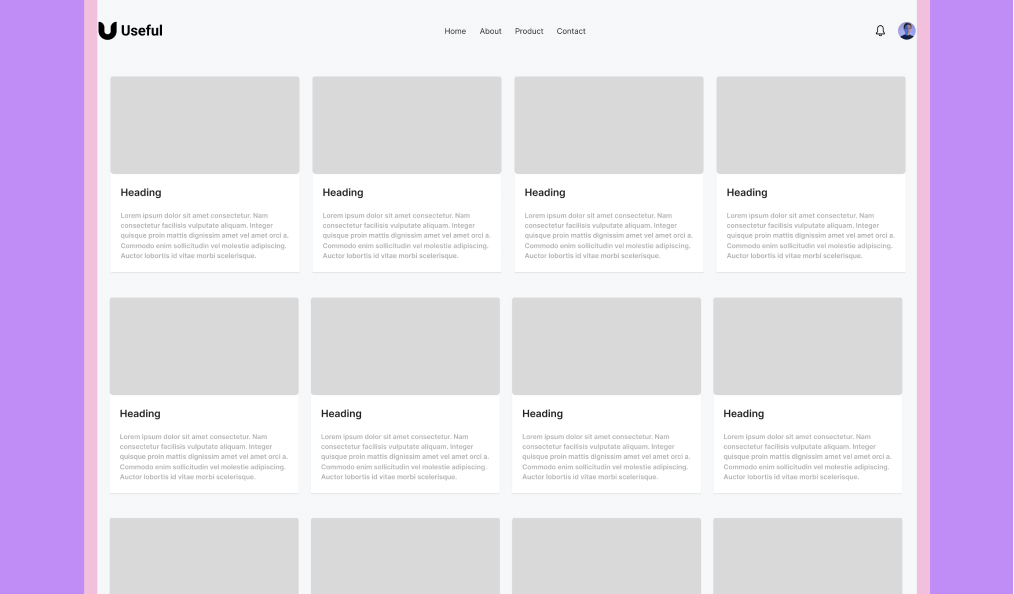 Useful
Home About Product Contact
Heading
Lorem ipsum dolor sit amet consectetur. Nam
consectetur facilisis vulputate aliquam. Integer
quisque proin mattis dignissim amet vel amet orci a.
Commodo enim sollicitudin vel molestie adipiscing.
Auctor lobortis id vitae morbi scelerisque.
Heading
Lorem ipsum dolor sit amet consectetur. Nam
consectetur facilisis vulputate aliquam. Integer
quisque proin mattis dignissim amet vel amet orci a.
Commodo enim sollicitudin vel molestie adipiscing.
Auctor lobortis id vitae morbi scelerisque.
Heading
Lorem ipsum dolor sit amet consectetur. Nam
consectetur facilisis vulputate aliquam. Integer
quisque proin mattis dignissim amet vel amet orci a.
Commodo enim sollicitudin vel molestie adipiscing.
Auctor lobortis id vitae morbi scelerisque.
Heading
Lorem ipsum dolor sit amet consectetur. Nam
consectetur facilisis vulputate aliquam. Integer
quisque proin mattis dignissim amet vel amet orci a.
Commodo enim sollicitudin vel molestie adipiscing.
Auctor lobortis id vitae morbi scelerisque.
Heading
Lorem ipsum dolor sit amet consectetur. Nam
consectetur facilisis vulputate aliquam. Integer
quisque proin mattis dignissim amet vel amet orci a.
Commodo enim sollicitudin vel molestie adipiscing.
Auctor lobortis id vitae morbi scelerisque.
Heading
Lorem ipsum dolor sit amet consectetur. Nam
consectetur facilisis vulputate aliquam. Integer
quisque proin mattis dignissim amet vel amet orci a.
Commodo enim sollicitudin vel molestie adipiscing.
Auctor lobortis id vitae morbi scelerisque.
Heading
Lorem ipsum dolor sit amet consectetur. Nam
consectetur facilisis vulputate aliquam. Integer
quisque proin mattis dignissim amet vel amet orci a.
Commodo enim sollicitudin vel molestie adipiscing.
Auctor lobortis id vitae morbi scelerisque.
Heading
Lorem ipsum dolor sit amet consectetur. Nam
consectetur facilisis vulputate aliquam. Integer
quisque proin mattis dignissim amet vel amet orci a.
Commodo enim sollicitudin vel molestie adipiscing.
Auctor lobortis id vitae morbi scelerisque.